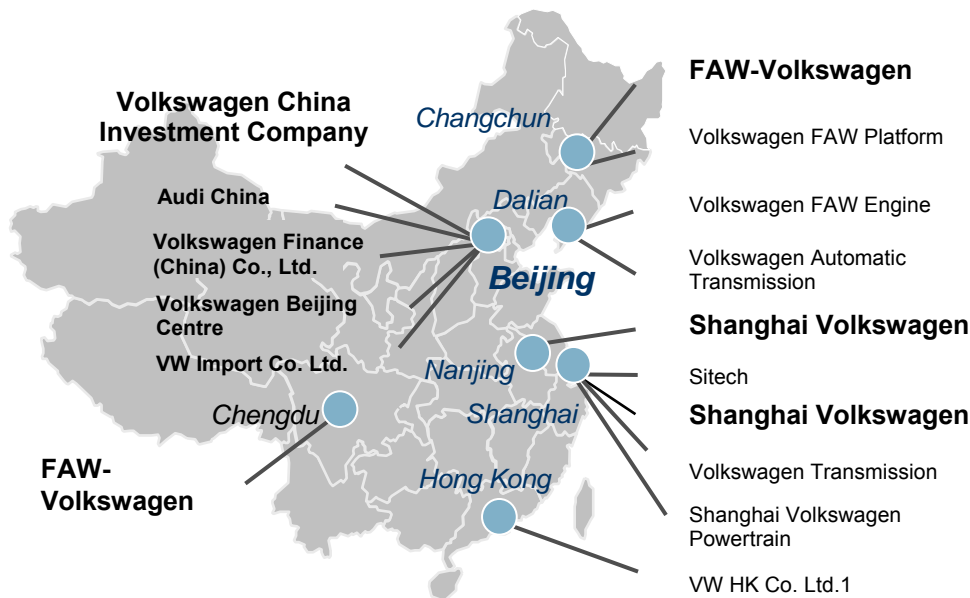 FAW-Volkswagen
Volkswagen China
Investment Company
Changchun
Volkswagen FAW Platform
Audi China
Dalian
Volkswagen FAW Engine
Volkswagen Finance
(China) Co., Ltd.
Volkswagen Automatic
Transmission
Beijing
Volkswagen Beijing
Centre
Shanghai Volkswagen
VW Import Co. Ltd.
Nanjing
Sitech
Chengdu
Shanghai
Shanghai Volkswagen
FAW-
Volkswagen
Hong Kong
Volkswagen Transmission
Shanghai Volkswagen
Powertrain
VW HK Co. Ltd.1